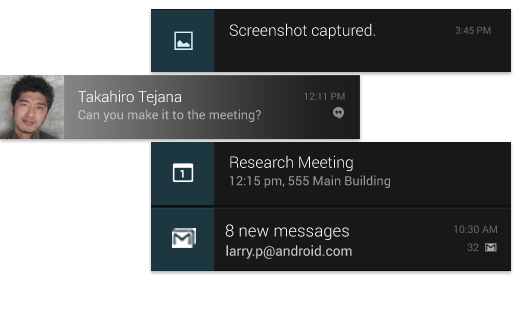 Screenshot captured.
3:45 PM
Takahiro Tejana
12:11 PM
Can you make it to the meeting?
1
Research Meeting
12:15 pm, 555 Main Building
8 new messages
10:30 AM
larry.p@android.com
32